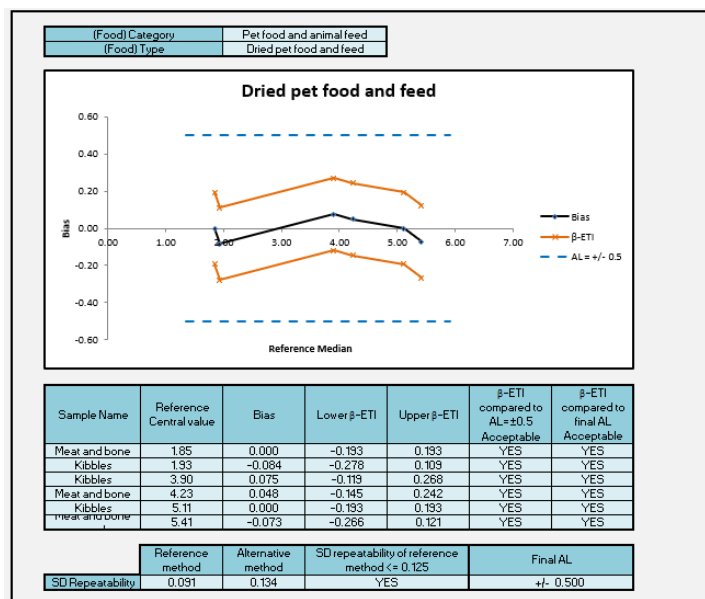 (Food) Category Pet food and animal feed
(Food) Type Dried pet food and feed
Dried pet food and feed
0.60
0.40
0.20
0.00
-0.20
-0.40
-0.60
0.00 1.00 2.00 3.00 4.00 5.00 6.00 7.00
Bias
Reference Median
Bias
β-ETI
AL = +/- 0.5
Sample Name Reference Central value Bias Lower β-ETI Upper β-ETI β-ETI compared to AL=±0.5 Acceptable β-ETI compared to final AL Acceptable
Meat and bone 1.85 0.000 -0.193 0.193 YES YES
Kibbles 1.93 -0.084 -0.278 0.109 YES YES
Kibbles 3.90 0.075 -0.119 0.268 YES YES
Meat and bone 4.23 0.048 -0.145 0.242 YES YES
Kibbles 5.11 0.000 -0.193 0.193 YES YES
Meat and bone 5.41 -0.073 -0.266 0.121 YES YES
Reference method Alternative method SD repeatability of reference method <= 0.125 Final AL
SD Repeatability 0.091 0.134 YES +/- 0.500